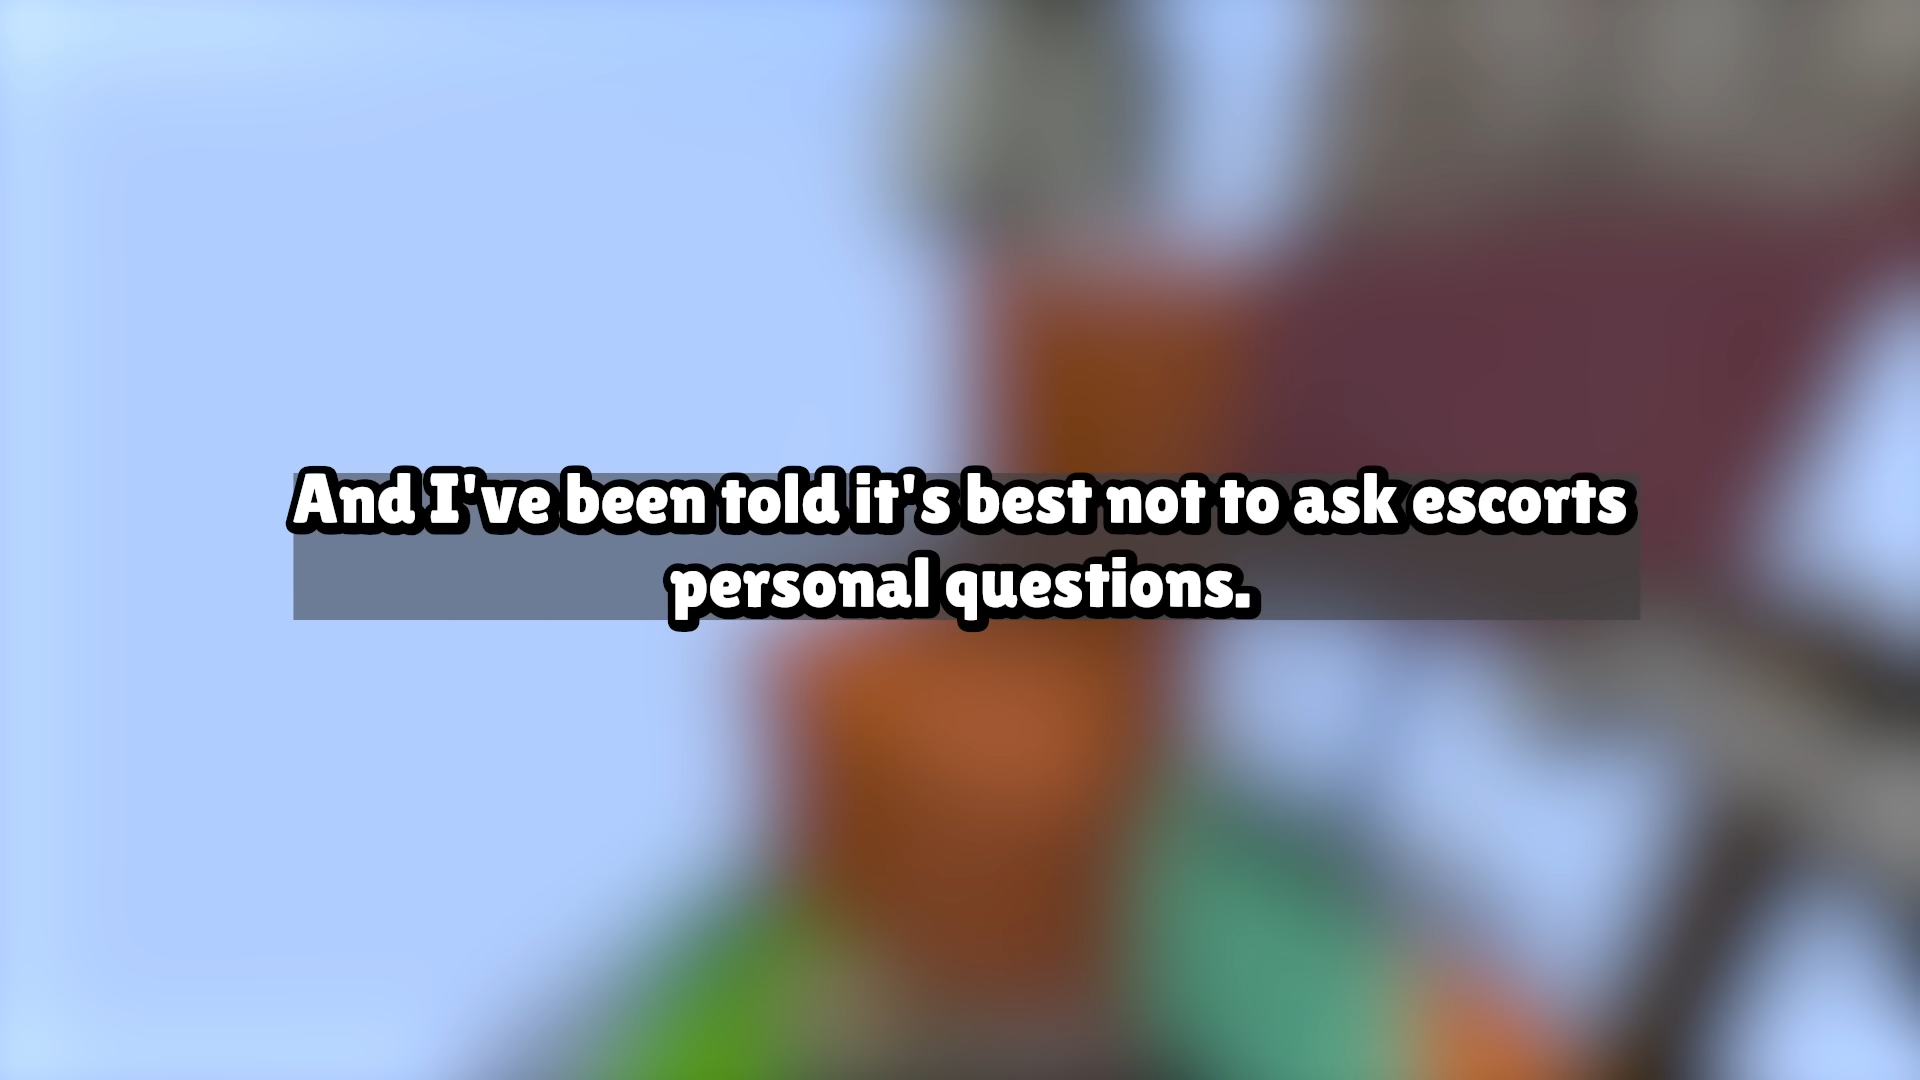 And I've been told it's best not to ask escorts
personal questions.